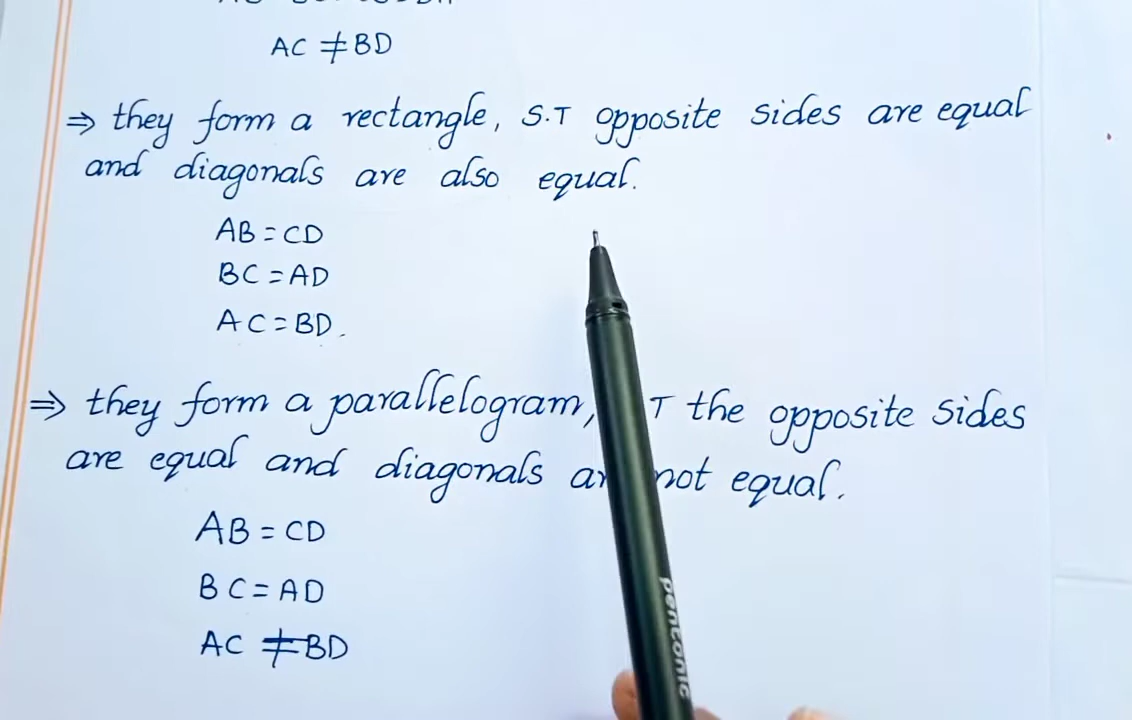 AC ≠ BD
⇒ they form a rectangle, S.T opposite sides are equal
and diagonals are also equal.
AB = CD
BC = AD
AC = BD.
⇒ they form a parallelogram, T the opposite sides
are equal and diagonals not equal.
AB = CD
BC = AD
AC ≠ BD
pentonic